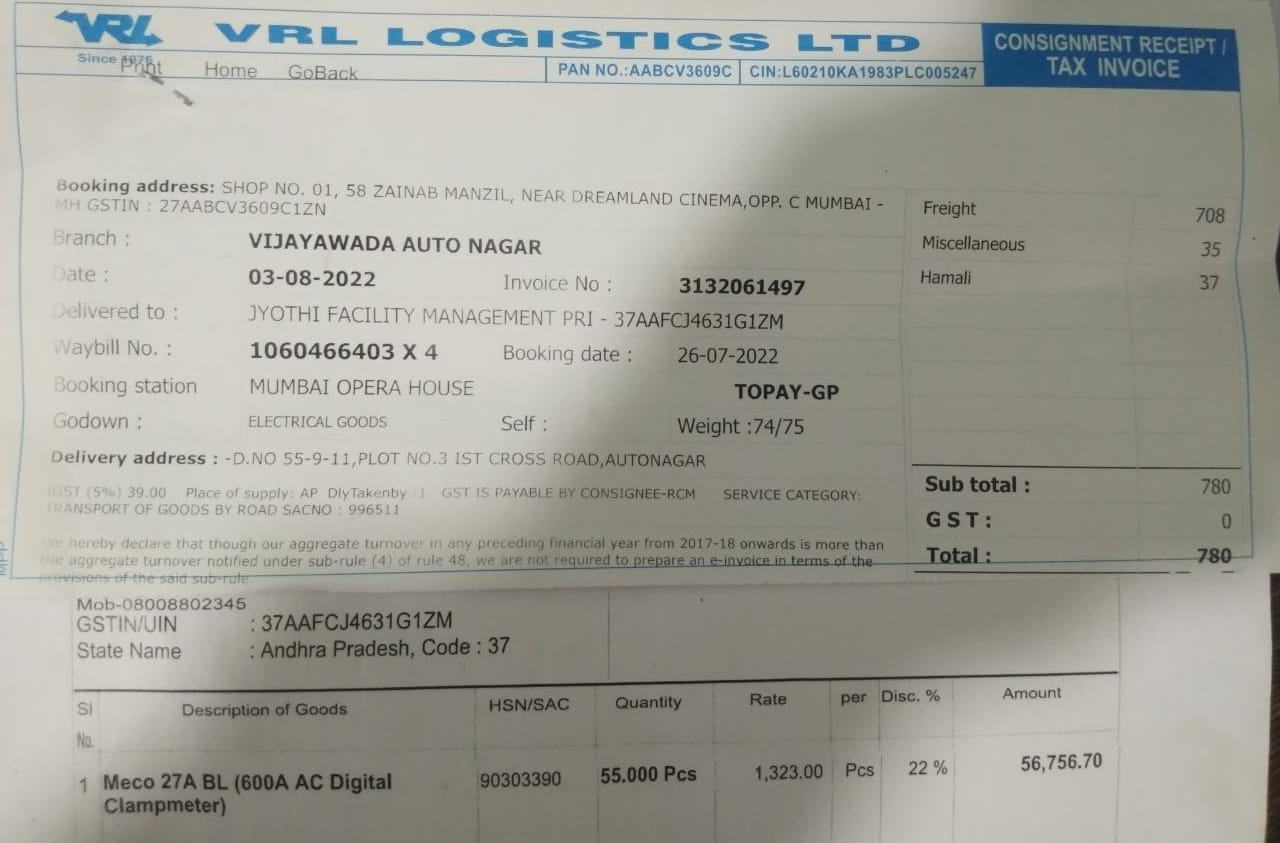 VRL VRL LOGISTICS LTD CONSIGNMENT RECEIPT /
TAX INVOICE
Since 1976
Print Home GoBack PAN NO.:AABCV3609C CIN:L60210KA1983PLC005247
Booking address: SHOP NO. 01, 58 ZAINAB MANZIL, NEAR DREAMLAND CINEMA,OPP. C MUMBAI -
MH GSTIN : 27AABCV3609C1ZN
Freight 708
Branch : VIJAYAWADA AUTO NAGAR
Miscellaneous 35
Date : 03-08-2022 Invoice No : 3132061497
Hamali 37
Delivered to : JYOTHI FACILITY MANAGEMENT PRI - 37AAFCJ4631G1ZM
Waybill No. : 1060466403 X 4 Booking date : 26-07-2022
Booking station MUMBAI OPERA HOUSE TOPAY-GP
Godown : ELECTRICAL GOODS Self : Weight :74/75
Delivery address : -D.NO 55-9-11,PLOT NO.3 IST CROSS ROAD,AUTONAGAR
Sub total : 780
IGST (5%) 39.00 Place of supply: AP DlyTakenby :1 GST IS PAYABLE BY CONSIGNEE-RCM SERVICE CATEGORY:
TRANSPORT OF GOODS BY ROAD SACNO : 996511
G S T : 0
We hereby declare that though our aggregate turnover in any preceding financial year from 2017-18 onwards is more than
the aggregate turnover notified under sub-rule (4) of rule 48, we are not required to prepare an e-invoice in terms of the
provisions of the said sub-rule
Total : 780
MPP
Mob-08008802345
GSTIN/UIN : 37AAFCJ4631G1ZM
State Name : Andhra Pradesh, Code : 37
Sl Description of Goods HSN/SAC Quantity Rate per Disc. % Amount
No.
1 Meco 27A BL (600A AC Digital 90303390 55.000 Pcs 1,323.00 Pcs 22 % 56,756.70
Clampmeter)